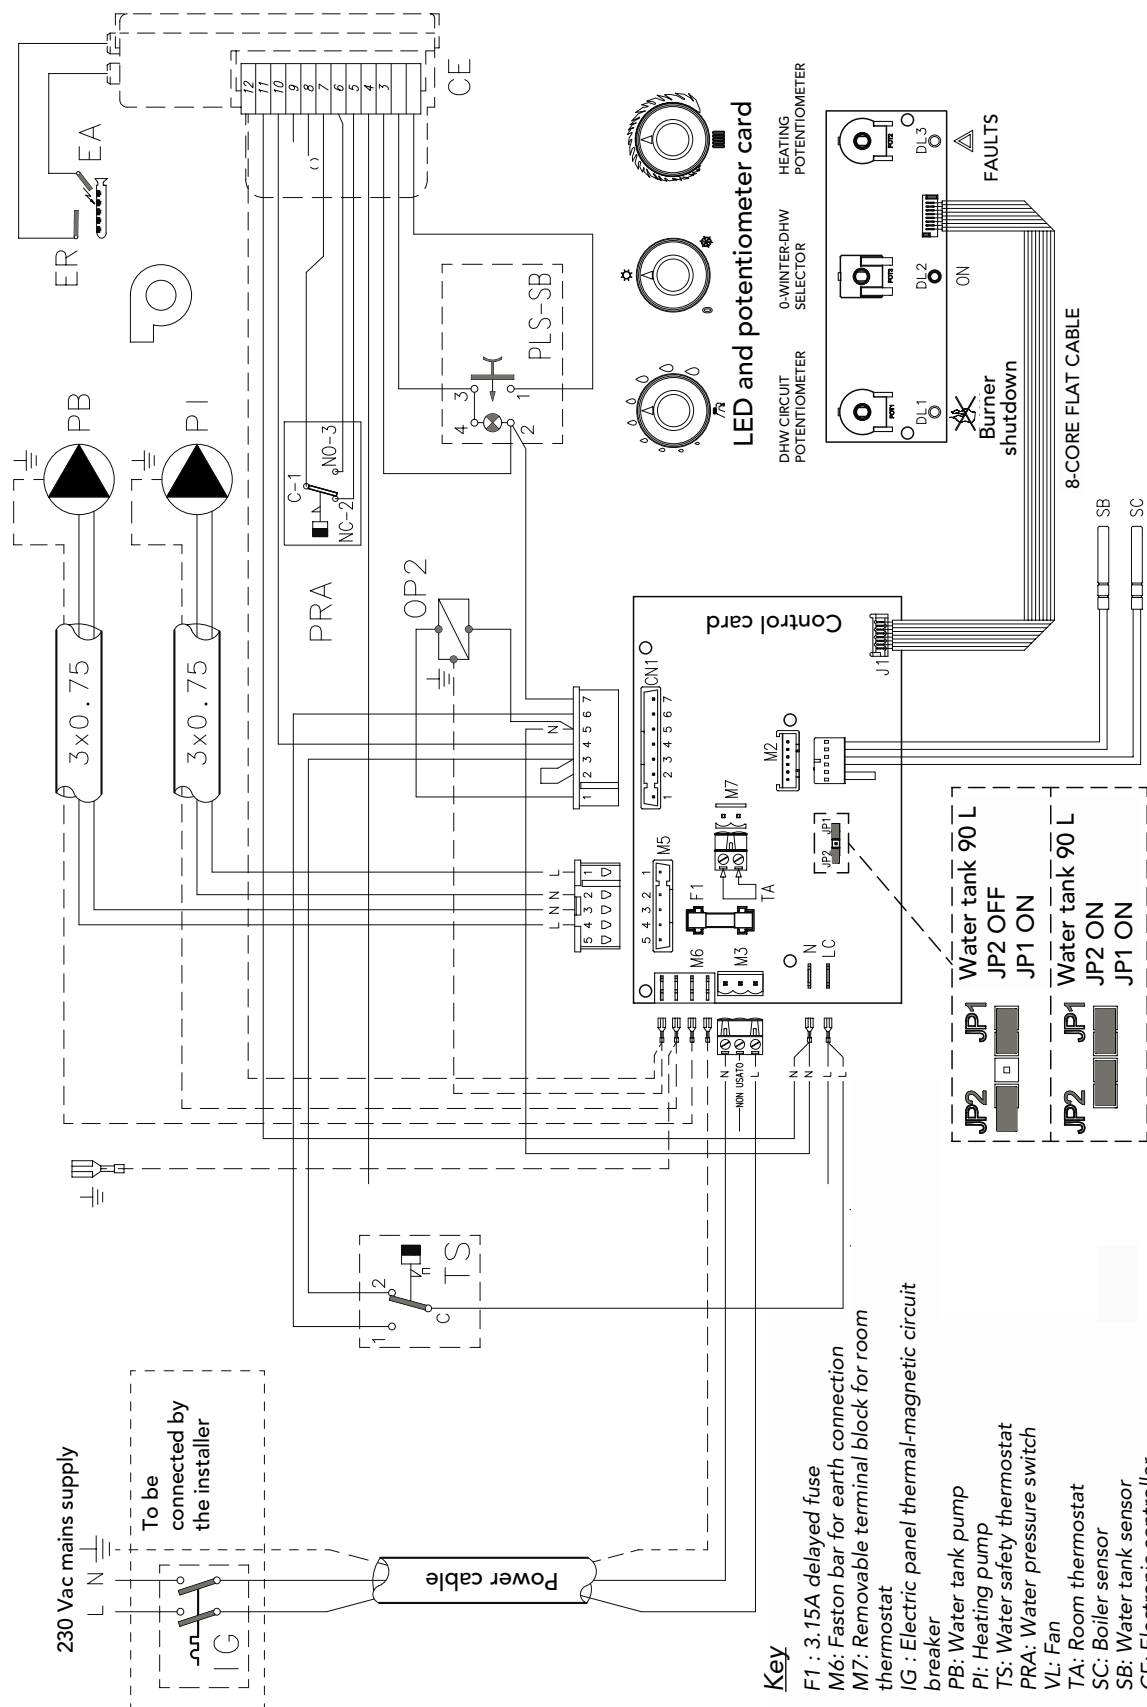 230 Vac mains supply
L N
To be
connected by
the installer
IG
Power cable
TS
1
2
C
ER
EA
CE
12
11
10
9
8
7
6
5
4
3
PB
PI
3x0.75
3x0.75
PRA
C-1
NO-3
NC-2
OP2
PLS-SB
3
1
4
2
L N N L
5 4 3 2 1
N
1 2 3 4 5 6 7
M5
5 4 3 2 1
CN1
1 2 3 4 5 6 7
Control card
M6
F1
M7
TA
M3
N
LC
M2
JP2 JP1
J1
N
NON USATO
L
N
N
L
L
SB
SC
8-CORE FLAT CABLE
LED and potentiometer card
DHW CIRCUIT
POTENTIOMETER
0-WINTER-DHW
SELECTOR
HEATING
POTENTIOMETER
POT1
POT3
POT2
DL1
DL2
DL3
Burner
shutdown
ON
FAULTS
JP2 JP1
Water tank 90 L
JP2 OFF
JP1 ON
JP2 JP1
Water tank 90 L
JP2 ON
JP1 ON
Key
F1 : 3.15A delayed fuse
M6: Faston bar for earth connection
M7: Removable terminal block for room
thermostat
IG : Electric panel thermal-magnetic circuit
breaker
PB: Water tank pump
PI: Heating pump
TS: Water safety thermostat
PRA: Water pressure switch
VL: Fan
TA: Room thermostat
SC: Boiler sensor
SB: Water tank sensor
CE: Electronic controller